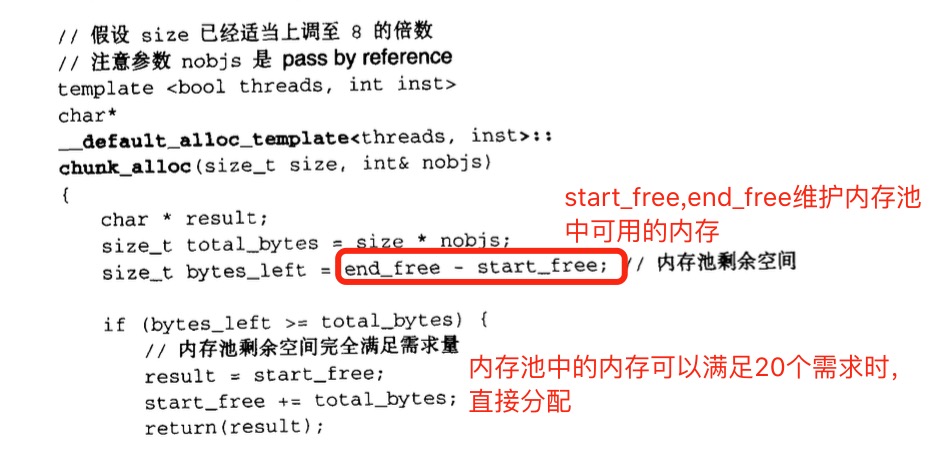 // 假设 size 已经适当上调至 8 的倍数
// 注意参数 nobjs 是 pass by reference
template <bool threads, int inst>
char*
__default_alloc_template<threads, inst>::
chunk_alloc(size_t size, int& nobjs)
{
char * result;
size_t total_bytes = size * nobjs;
size_t bytes_left = end_free - start_free; // 内存池剩余空间
start_free,end_free维护内存池
中可用的内存
if (bytes_left >= total_bytes) {
// 内存池剩余空间完全满足需求量
result = start_free;
start_free += total_bytes;
return(result);
内存池中的内存可以满足20个需求时,
直接分配